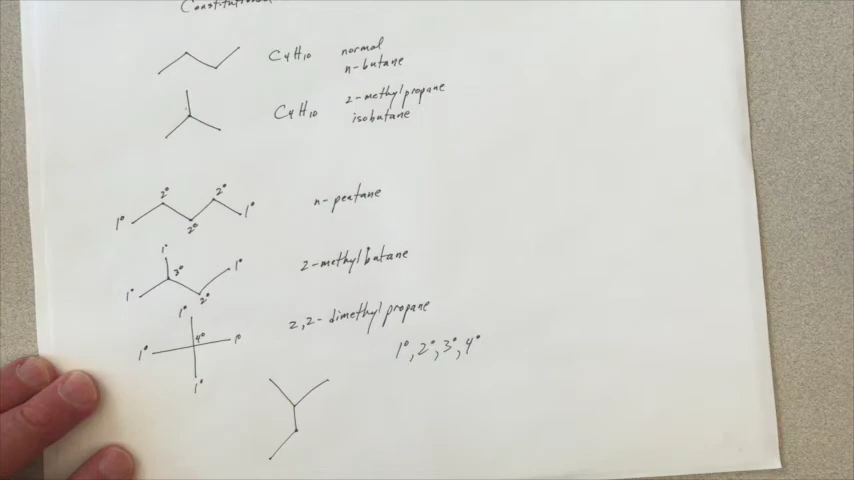 Constitutional
C4H10 normal
n-butane
C4H10 2-methylpropane
isobutane
1° 2° 2° 2° 1°
n-pentane
1° 3° 1° 1° 2°
2-methylbutane
1° 4° 1° 1° 1°
2,2-dimethylpropane
1°, 2°, 3°, 4°